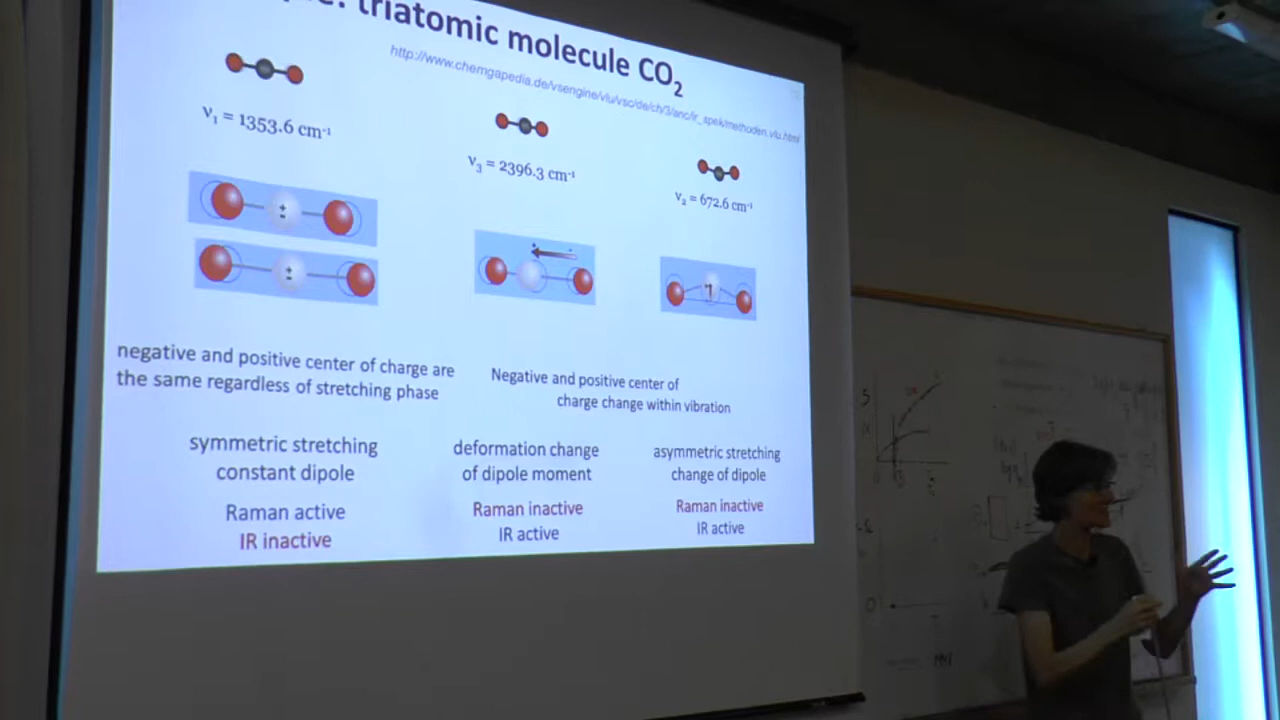 triatomic molecule CO₂
http://www.chemgapedia.de/vsengine/vlu/vsc/de/ch/3/anc/ir_spek/methoden.vlu.html
ν₁ = 1353.6 cm⁻¹
ν₃ = 2396.3 cm⁻¹
ν₂ = 672.6 cm⁻¹
±
±
negative and positive center of charge are
the same regardless of stretching phase
Negative and positive center of
charge change within vibration
symmetric stretching
constant dipole
deformation change
of dipole moment
asymmetric stretching
change of dipole
Raman active
IR inactive
Raman inactive
IR active
Raman inactive
IR active